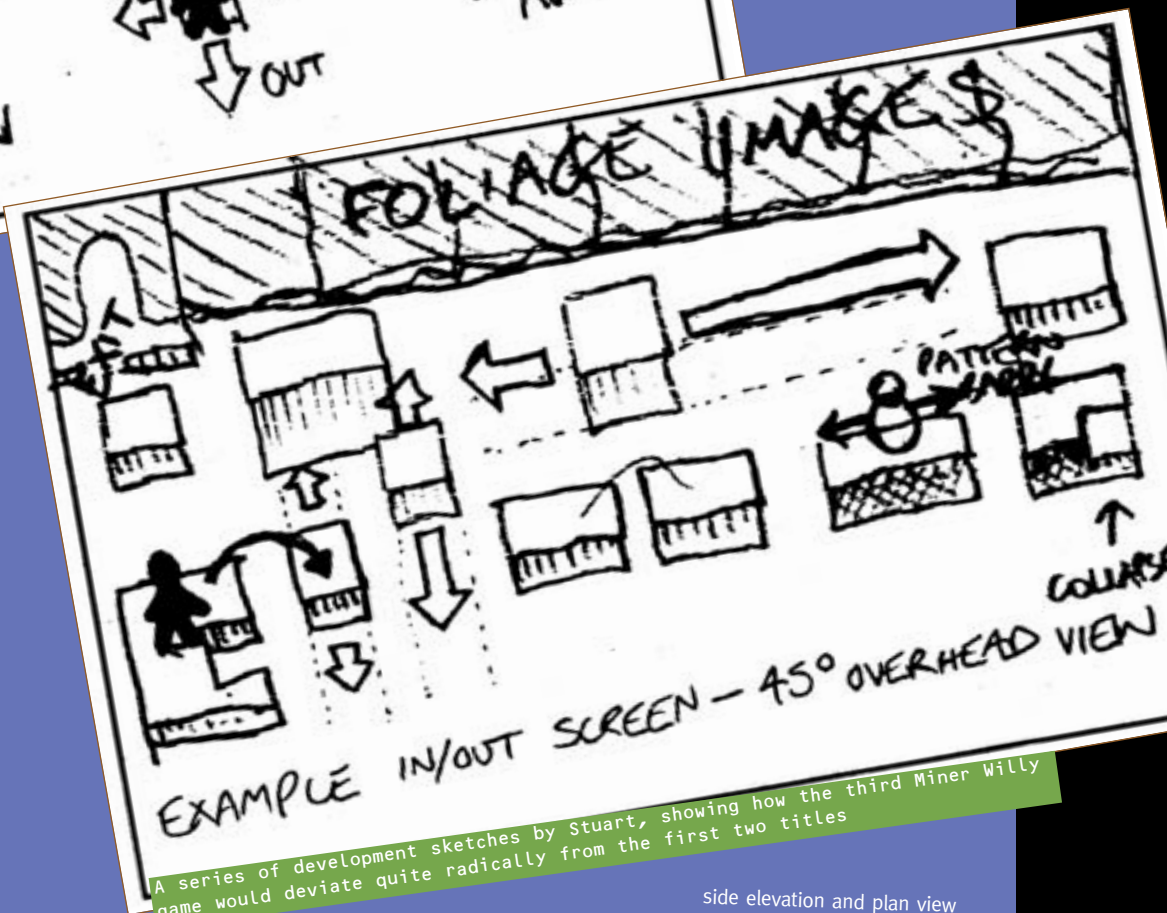 OUT
FOLIAGE IMAGES
PATTERN
EXAMPLE IN/OUT SCREEN – 45° OVERHEAD VIEW
A series of development sketches by Stuart, showing how the third Miner Willy
game would deviate quite radically from the first two titles
side elevation and plan view